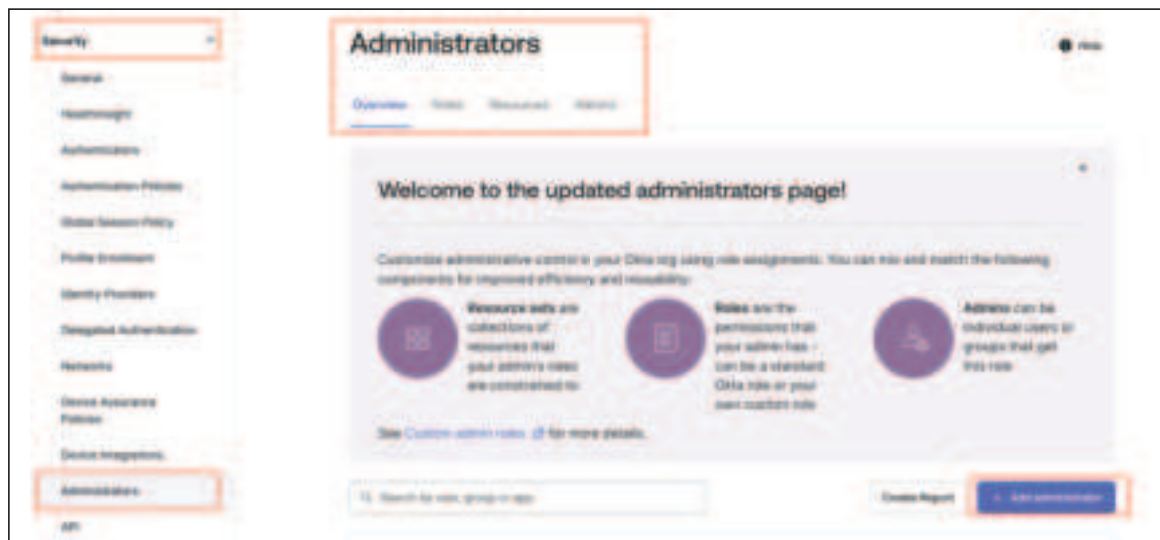 Security
General
HealthInsight
Authenticators
Authentication Policies
Global Session Policy
Profile Enrollment
Identity Providers
Delegated Authentication
Networks
Device Assurance
Policies
Device Integrations
Administrators
API
Administrators
Help
Overview Roles Resources Admins
Welcome to the updated administrators page!
Customize administrative control in your Okta org using role assignments. You can mix and match the following
components for improved efficiency and reusability:
Resource sets are
collections of
resources that
your admin's roles
are constrained to
Roles are the
permissions that
your admin has -
can be a standard
Okta role or your
own custom role
Admins can be
individual users or
groups that get
this role
See Custom admin roles for more details.
Search by role, group or app
Create Report
+ Add administrator